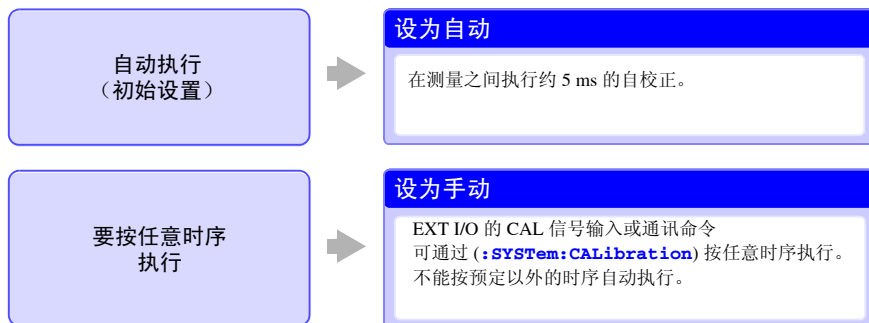 自动执行
（初始设置）
设为自动
在测量之间执行约 5 ms 的自校正。
要按任意时序
执行
设为手动
EXT I/O 的 CAL 信号输入或通讯命令
可通过 (:SYSTem:CALibration) 按任意时序执行。
不能按预定以外的时序自动执行。